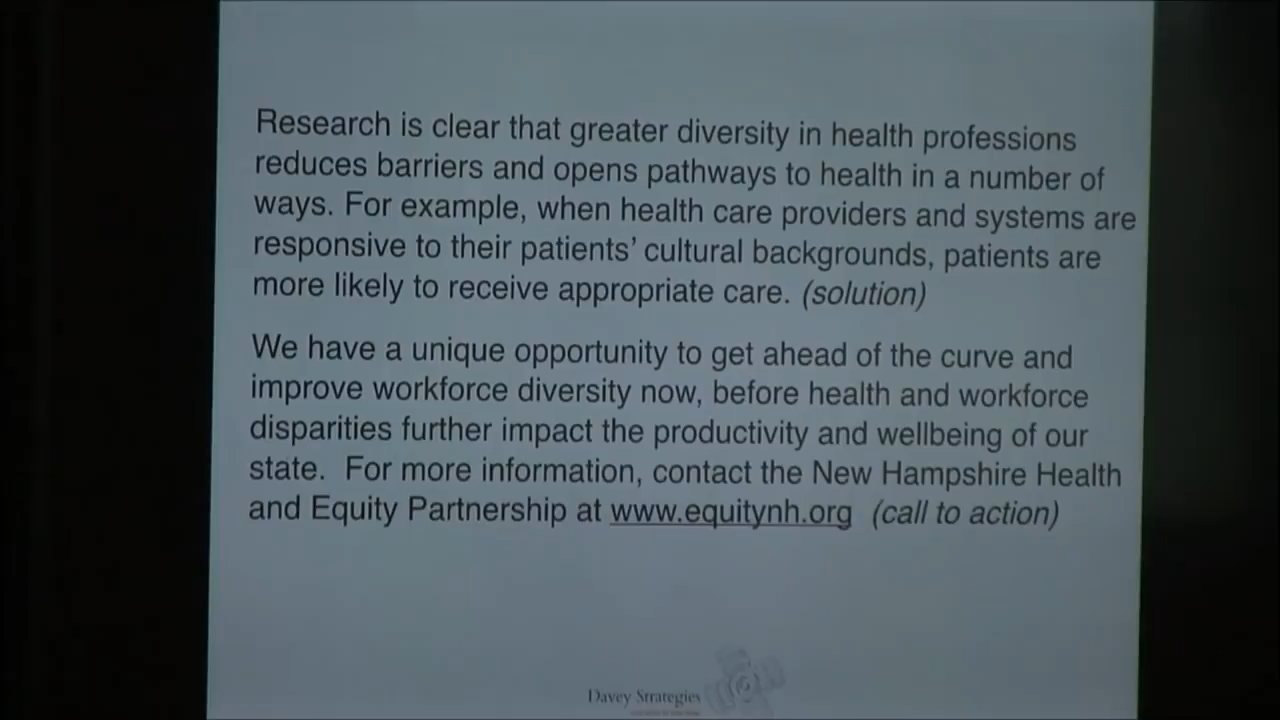 Research is clear that greater diversity in health professions
reduces barriers and opens pathways to health in a number of
ways. For example, when health care providers and systems are
responsive to their patients’ cultural backgrounds, patients are
more likely to receive appropriate care. (solution)
We have a unique opportunity to get ahead of the curve and
improve workforce diversity now, before health and workforce
disparities further impact the productivity and wellbeing of our
state. For more information, contact the New Hampshire Health
and Equity Partnership at www.equitynh.org (call to action)
Davey Strategies